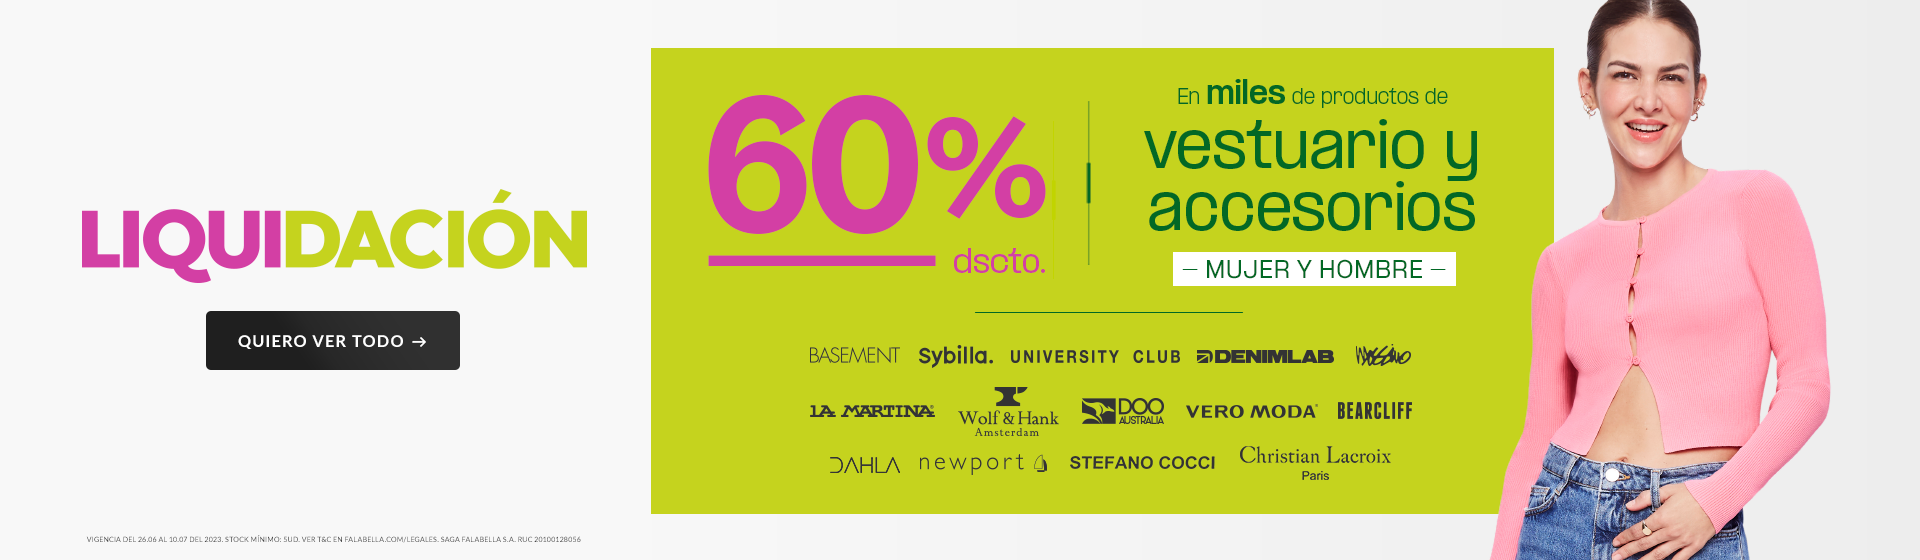 LIQUIDACIÓN
QUIERO VER TODO →
VIGENCIA DEL 26.06 AL 10.07 DEL 2023. STOCK MÍNIMO: 5UD. VER T&C EN FALABELLA.COM/LEGALES. SAGA FALABELLA S.A. RUC 20100128056
60%
dscto.
En miles de productos de
vestuario y
accesorios
— MUJER Y HOMBRE —
BASEMENT Sybilla. UNIVERSITY CLUB DENIMLAB Mossimo
LA MARTINA® Wolf & Hank DOO VERO MODA® BEARCLIFF
Amsterdam AUSTRALIA
DAHLA newport STEFANO COCCI Christian Lacroix
Paris